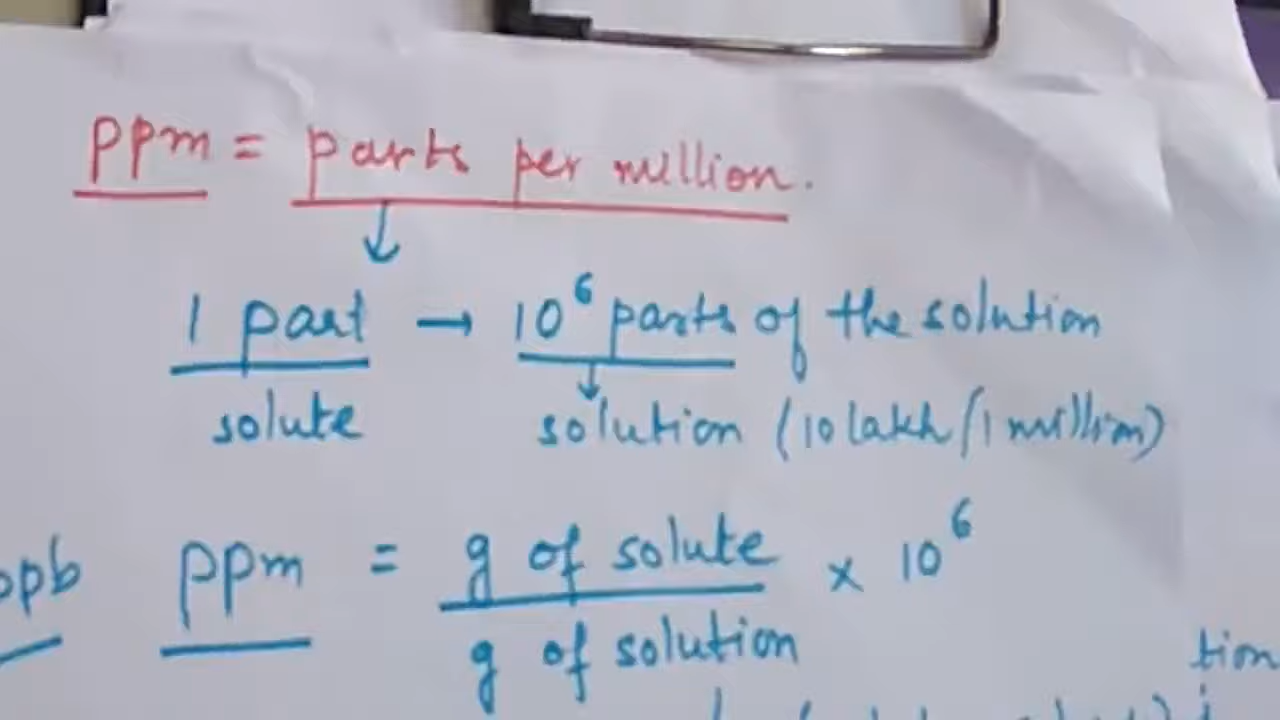 ppm = parts per million.
1 part → 10⁶ parts of the solution
solute solution (10 lakh/1 million)
ppm = g of solute / g of solution × 10⁶
tion